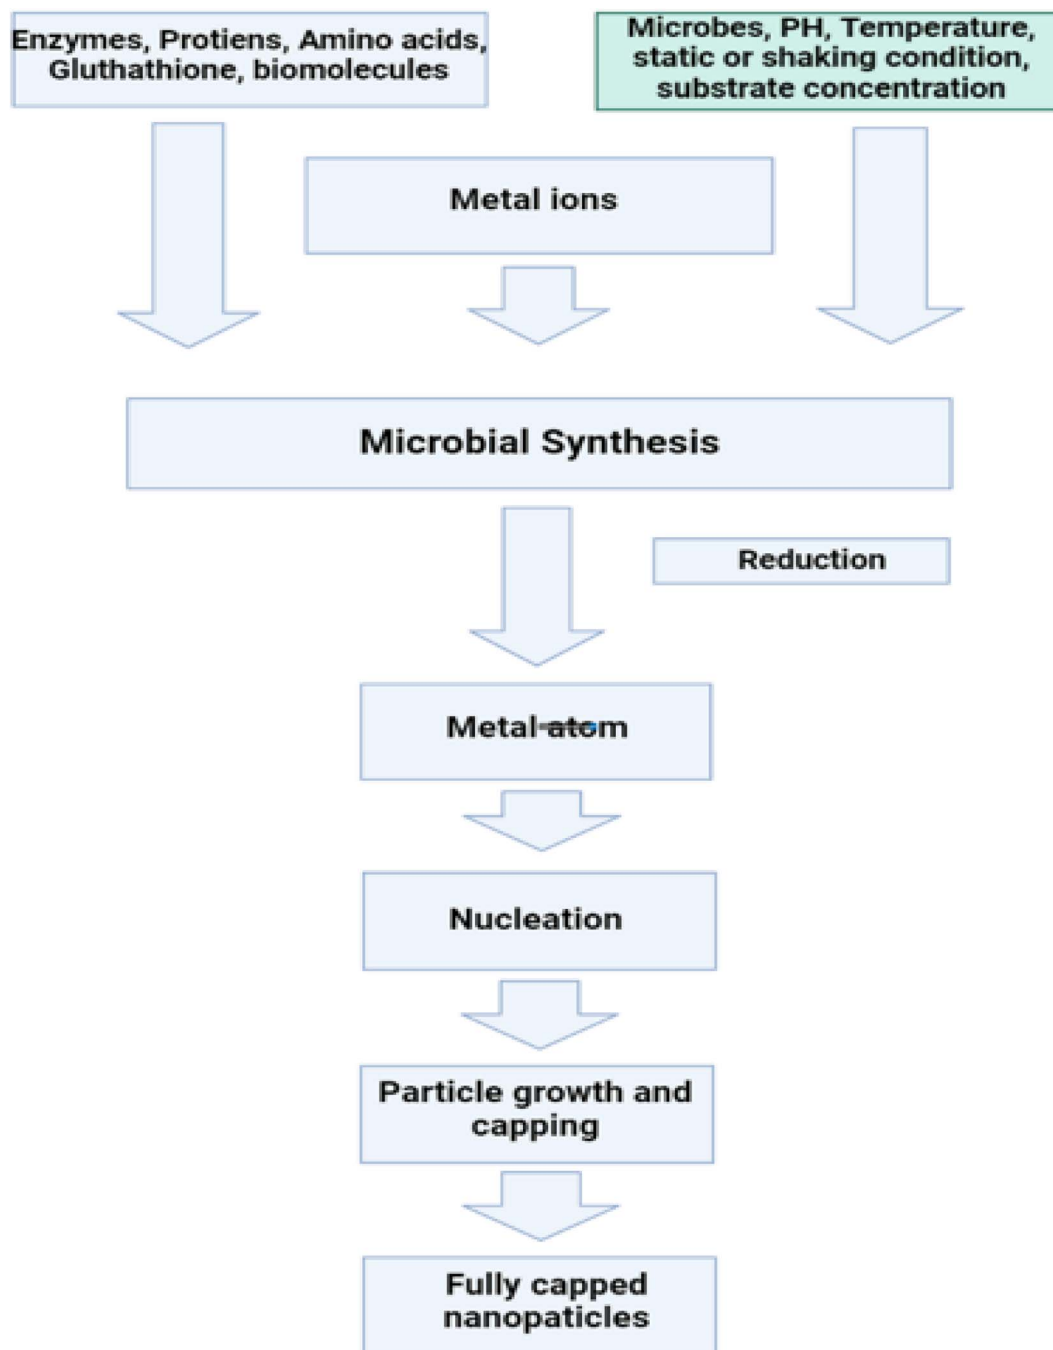 Enzymes, Protiens, Amino acids,
Gluthathione, biomolecules
Microbes, PH, Temperature,
static or shaking condition,
substrate concentration
Metal ions
Microbial Synthesis
Reduction
Metal atom
Nucleation
Particle growth and
capping
Fully capped
nanopaticles